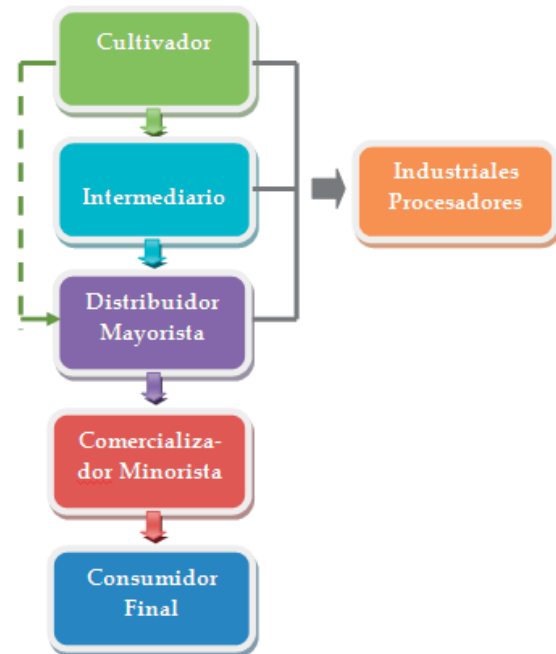 Cultivador
Intermediario
Industriales
Procesadores
Distribuidor
Mayorista
Comercializa-
dor Minorista
Consumidor
Final